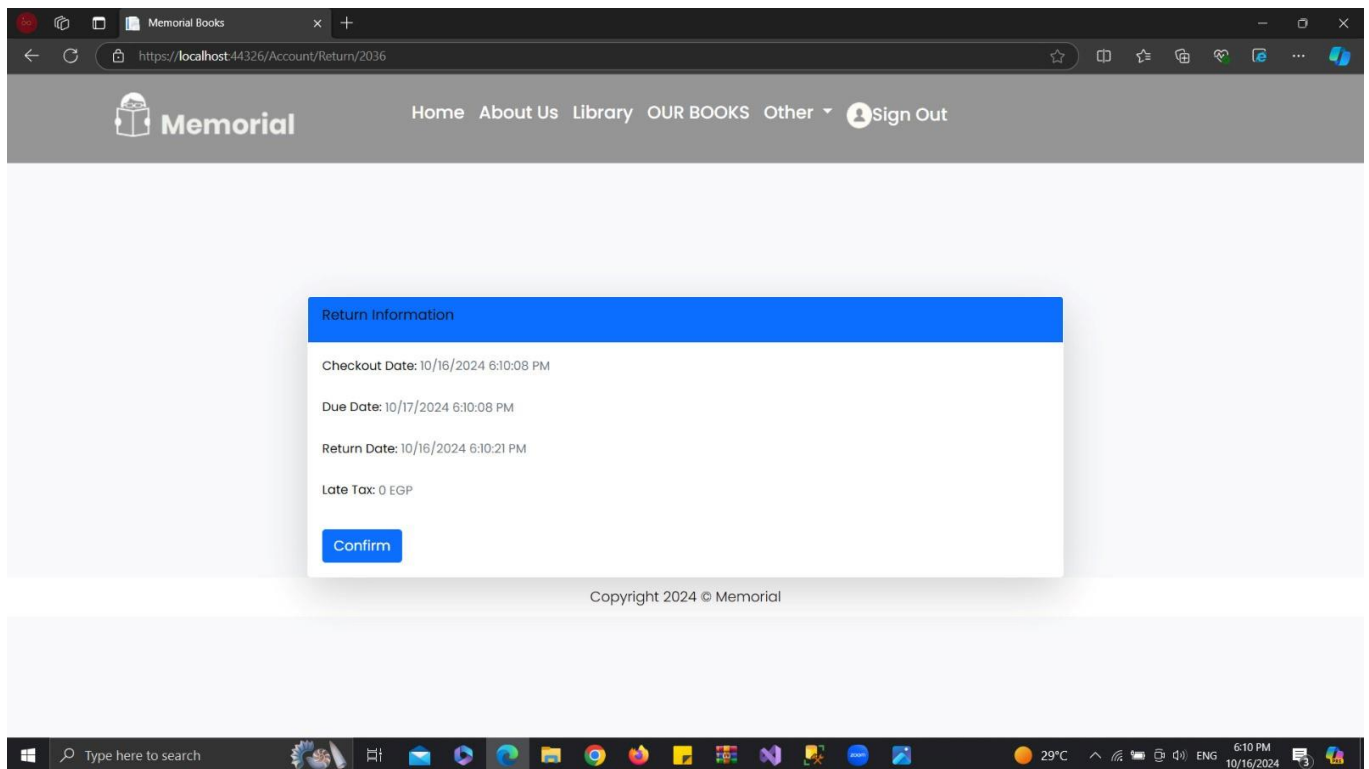 Memorial Books
https://localhost:44326/Account/Return/2036
Memorial
Home About Us Library OUR BOOKS Other Sign Out
Return Information
Checkout Date: 10/16/2024 6:10:08 PM
Due Date: 10/17/2024 6:10:08 PM
Return Date: 10/16/2024 6:10:21 PM
Late Tax: 0 EGP
Confirm
Copyright 2024 © Memorial
Type here to search
zoom
29°C
ENG
6:10 PM
10/16/2024
3